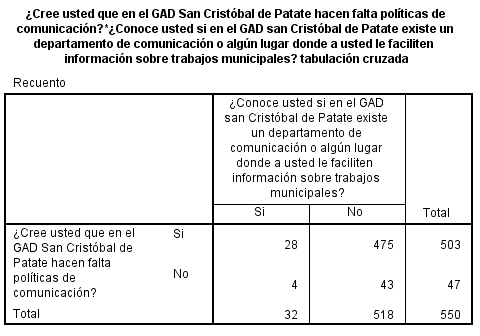 ¿Cree usted que en el GAD San Cristóbal de Patate hacen falta políticas de
comunicación?*¿Conoce usted si en el GAD san Cristóbal de Patate existe un
departamento de comunicación o algún lugar donde a usted le faciliten
información sobre trabajos municipales? tabulación cruzada
Recuento
¿Conoce usted si en el GAD
san Cristóbal de Patate existe
un departamento de
comunicación o algún lugar
donde a usted le faciliten
información sobre trabajos
municipales?
Si No Total
¿Cree usted que en el Si 28 475 503
GAD San Cristóbal de
Patate hacen falta No 4 43 47
políticas de
comunicación?
Total 32 518 550